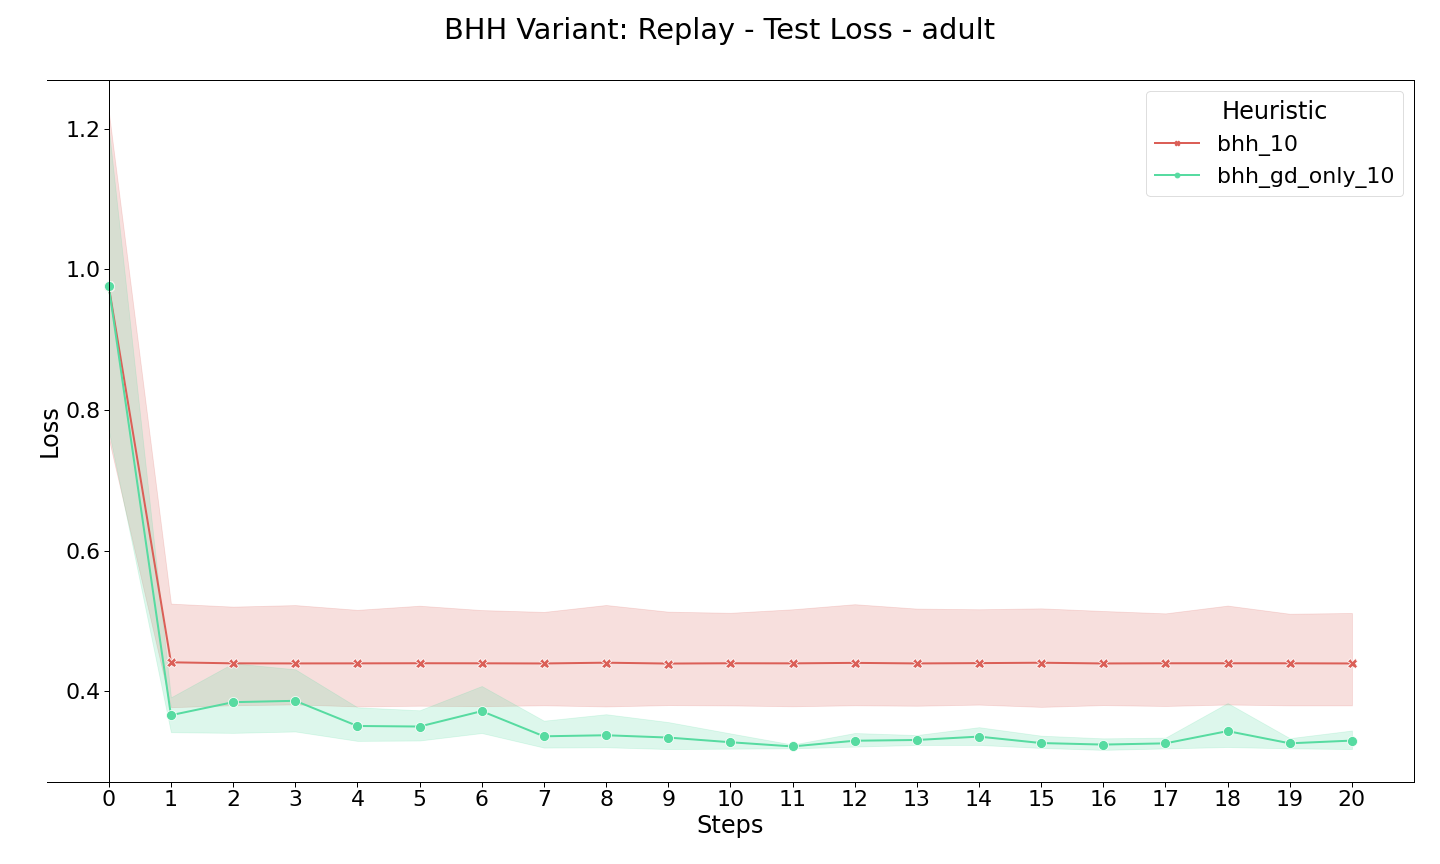 BHH Variant: Replay - Test Loss - adult
Heuristic
bhh_10
bhh_gd_only_10
1.2
1.0
0.8
0.6
0.4
Loss
0 1 2 3 4 5 6 7 8 9 10 11 12 13 14 15 16 17 18 19 20
Steps